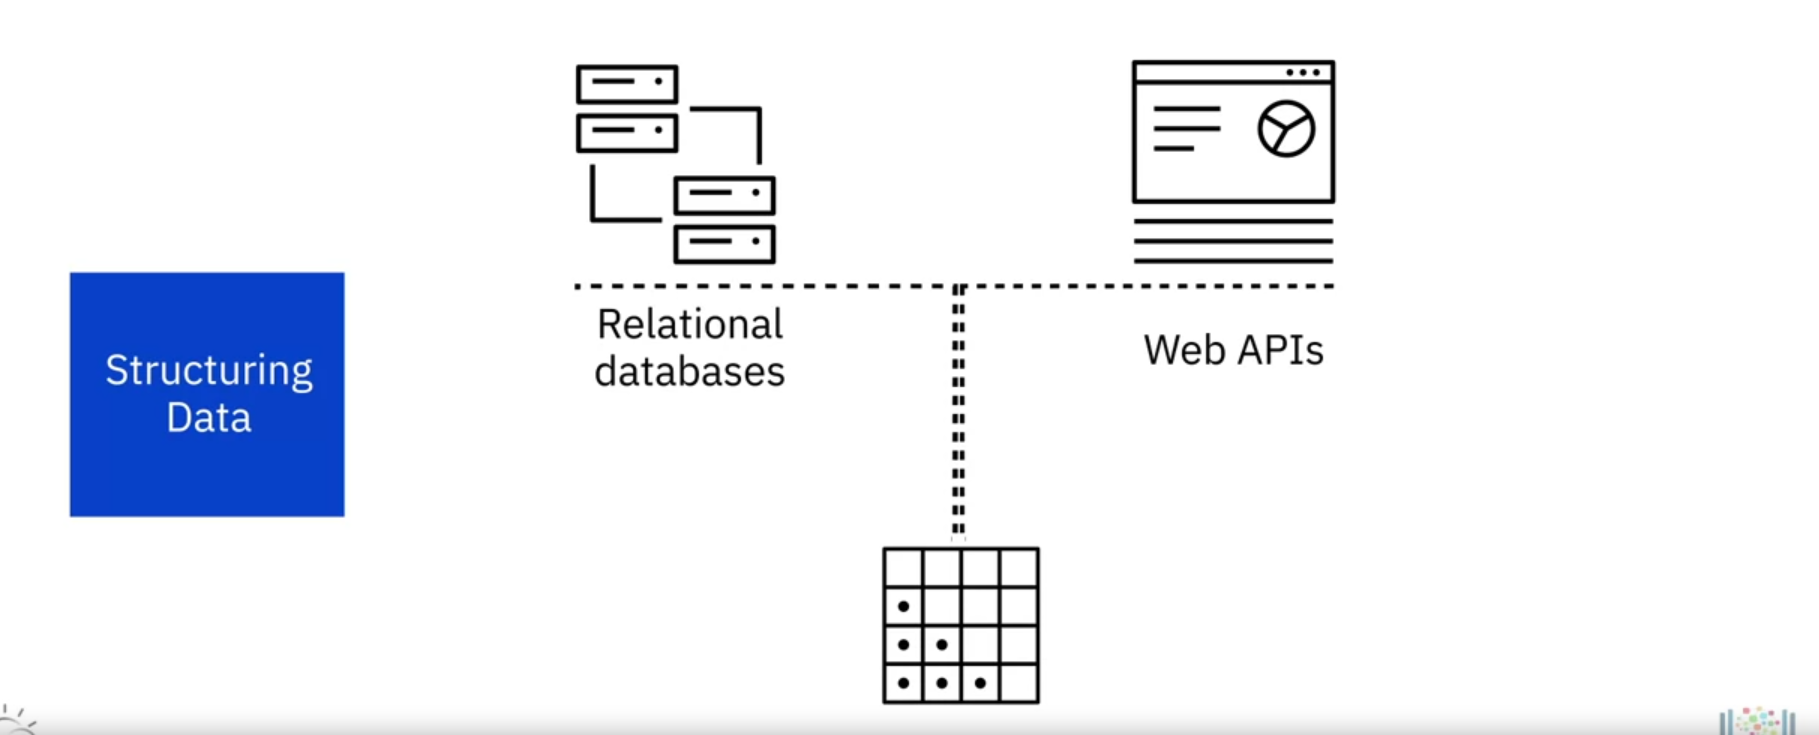 Structuring
Data
Relational
databases
Web APIs